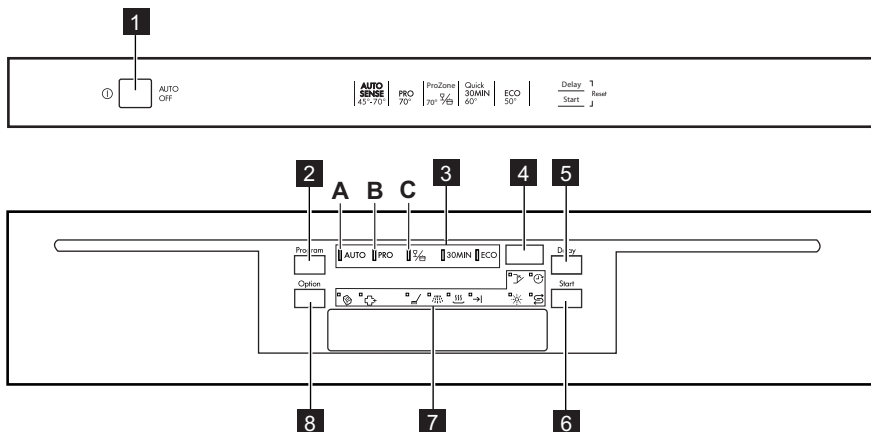 1
AUTO
OFF
AUTO
SENSE
45°-70°
PRO
70°
ProZone
70°
Quick
30MIN
60°
ECO
50°
Delay
Start
Reset
2
A
B
C
3
4
5
Program
AUTO
PRO
30MIN
ECO
Delay
Option
Start
8
7
6